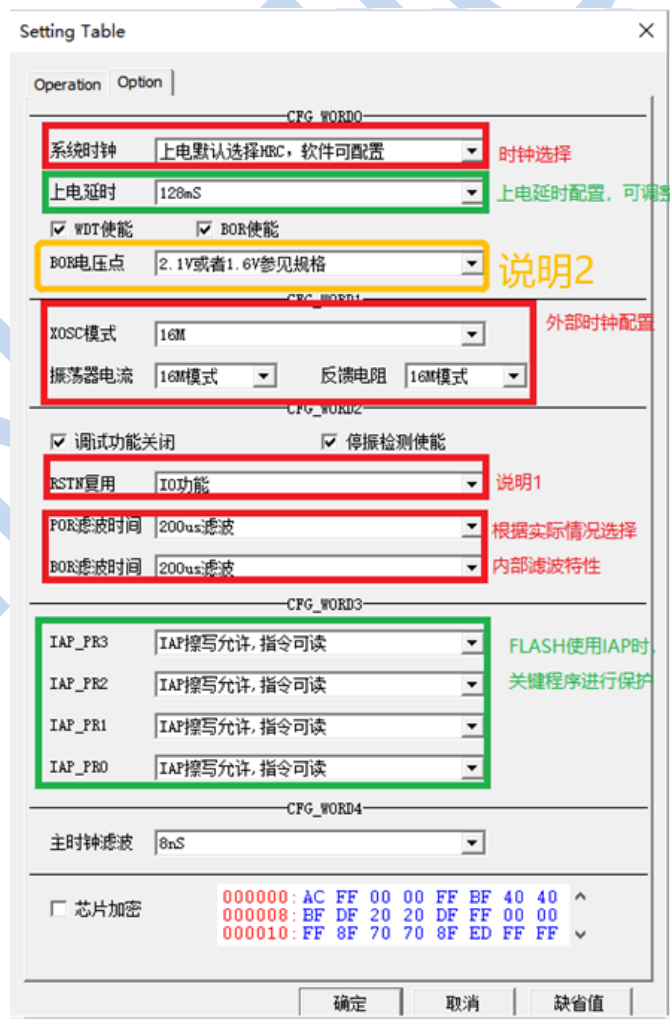 Setting Table
Operation Option
CFG_WORD0
系统时钟 上电默认选择HRC，软件可配置 时钟选择
上电延时 128mS 上电延时配置，可调整
WDT使能 BOR使能
BOR电压点 2.1V或者1.6V参见规格 说明2
CFG_WORD1
XOSC模式 16M 外部时钟配置
振荡器电流 16M模式 反馈电阻 16M模式
CFG_WORD2
调试功能关闭 停振检测使能
RSTN复用 IO功能 说明1
POR滤波时间 200us滤波 根据实际情况选择
BOR滤波时间 200us滤波 内部滤波特性
CFG_WORD3
IAP_PR3 IAP擦写允许,指令可读 FLASH使用IAP时，
IAP_PR2 IAP擦写允许,指令可读 关键程序进行保护
IAP_PR1 IAP擦写允许,指令可读
IAP_PR0 IAP擦写允许,指令可读
CFG_WORD4
主时钟滤波 8nS
芯片加密
000000:AC FF 00 00 FF BF 40 40
000008:BF DF 20 20 DF FF 00 00
000010:FF 8F 70 70 8F ED FF FF
确定 取消 缺省值